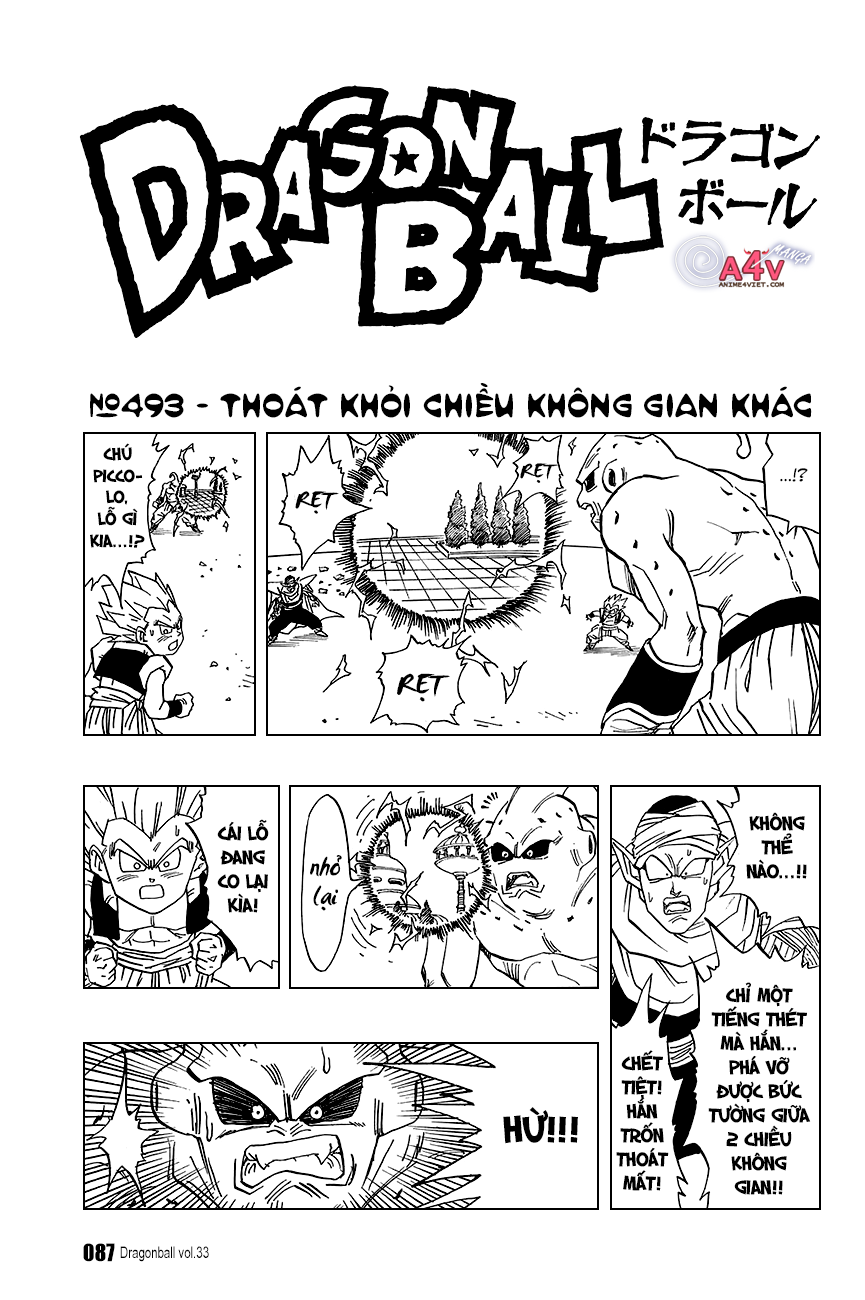 DRAGON
BALL
ドラゴン
ボール
A4V
MANGA
ANIME4VIET.COM
№493 - THOÁT KHỎI CHIỀU KHÔNG GIAN KHÁC
...!?
RẸT
RẸT
RẸT
CHÚ
PICCO-
LO,
LỖ GÌ
KIA...!?
KHÔNG
THỂ
NÀO...!!
CHỈ MỘT
TIẾNG THÉT
MÀ HẮN...
PHÁ VỠ
ĐƯỢC BỨC
TƯỜNG GIỮA
2 CHIỀU
KHÔNG
GIAN!!
CHẾT
TIỆT!
HẮN
TRỐN
THOÁT
MẤT!
nhỏ
lại
CÁI LỖ
ĐANG
CO LẠI
KÌA!
HỪ!!!
087 Dragonball vol.33